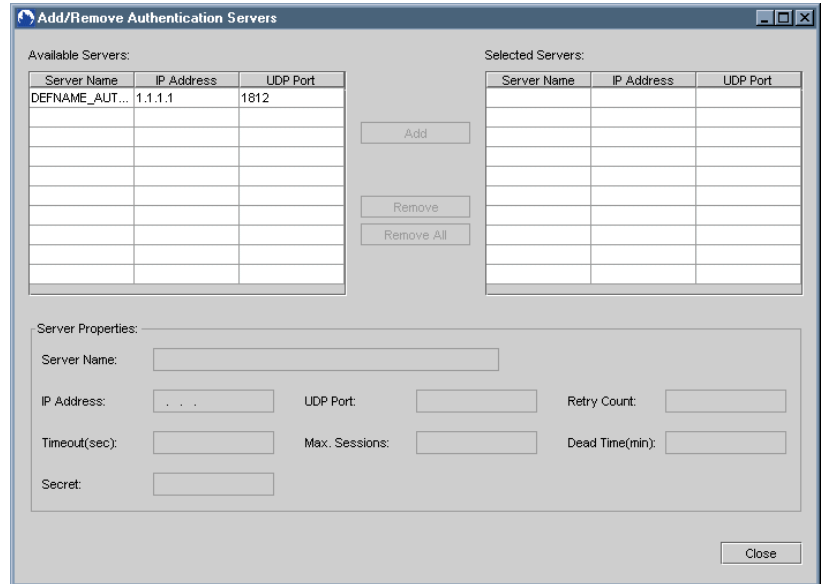 Add/Remove Authentication Servers
Available Servers:
Selected Servers:
Server Name IP Address UDP Port
Server Name IP Address UDP Port
DEFNAME_AUT... 1.1.1.1 1812
Add
Remove
Remove All
Server Properties:
Server Name:
IP Address: . . . UDP Port: Retry Count:
Timeout(sec): Max. Sessions: Dead Time(min):
Secret:
Close